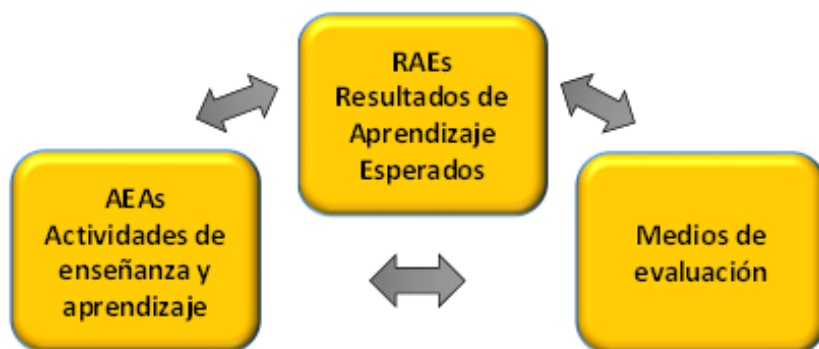 RAEs
Resultados de
Aprendizaje
Esperados
AEAs
Actividades de
enseñanza y
aprendizaje
Medios de
evaluación